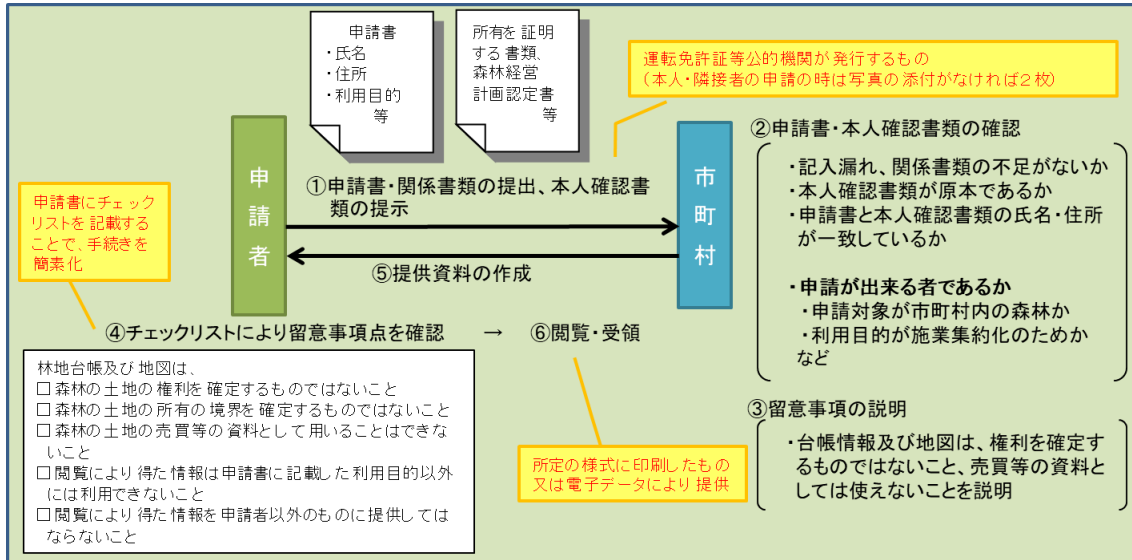 申請書
・氏名
・住所
・利用目的
等
所有を証明
する書類、
森林経営
計画認定書
等
運転免許証等公的機関が発行するもの
(本人・隣接者の申請の時は写真の添付がなければ2枚)
申請者
市町村
①申請書・関係書類の提出、本人確認書
類の提示
⑤提供資料の作成
申請書にチェック
リストを記載する
ことで、手続きを
簡素化
②申請書・本人確認書類の確認
・記入漏れ、関係書類の不足がないか
・本人確認書類が原本であるか
・申請書と本人確認書類の氏名・住所
が一致しているか
・申請が出来る者であるか
・申請対象が市町村内の森林か
・利用目的が施業集約化のためか
など
④チェックリストにより留意事項点を確認 → ⑥閲覧・受領
林地台帳及び地図は、
□森林の土地の権利を確定するものではないこと
□森林の土地の所有の境界を確定するものではないこと
□森林の土地の売買等の資料として用いることはできな
いこと
□閲覧により得た情報は申請書に記載した利用目的以外
には利用できないこと
□閲覧により得た情報を申請者以外のものに提供しては
ならないこと
所定の様式に印刷したもの
又は電子データにより提供
③留意事項の説明
・台帳情報及び地図は、権利を確定す
るものではないこと、売買等の資料と
しては使えないことを説明